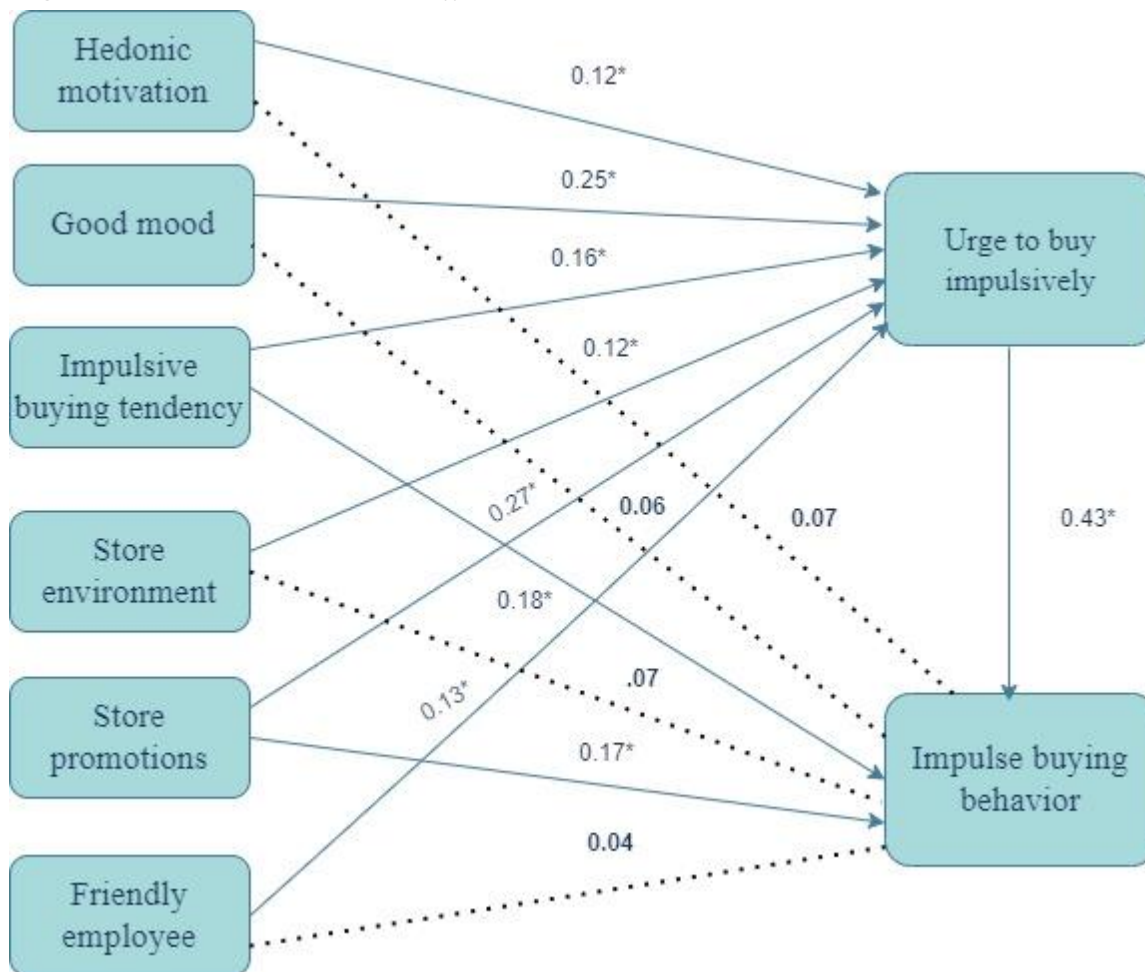 Hedonic
motivation
0.12*
Good mood
0.25*
Urge to buy
impulsively
0.16*
Impulsive
buying tendency
0.12*
0.27*
0.06
0.07
0.43*
Store
environment
0.18*
.07
0.13*
Store
promotions
0.17*
Impulse buying
behavior
0.04
Friendly
employee